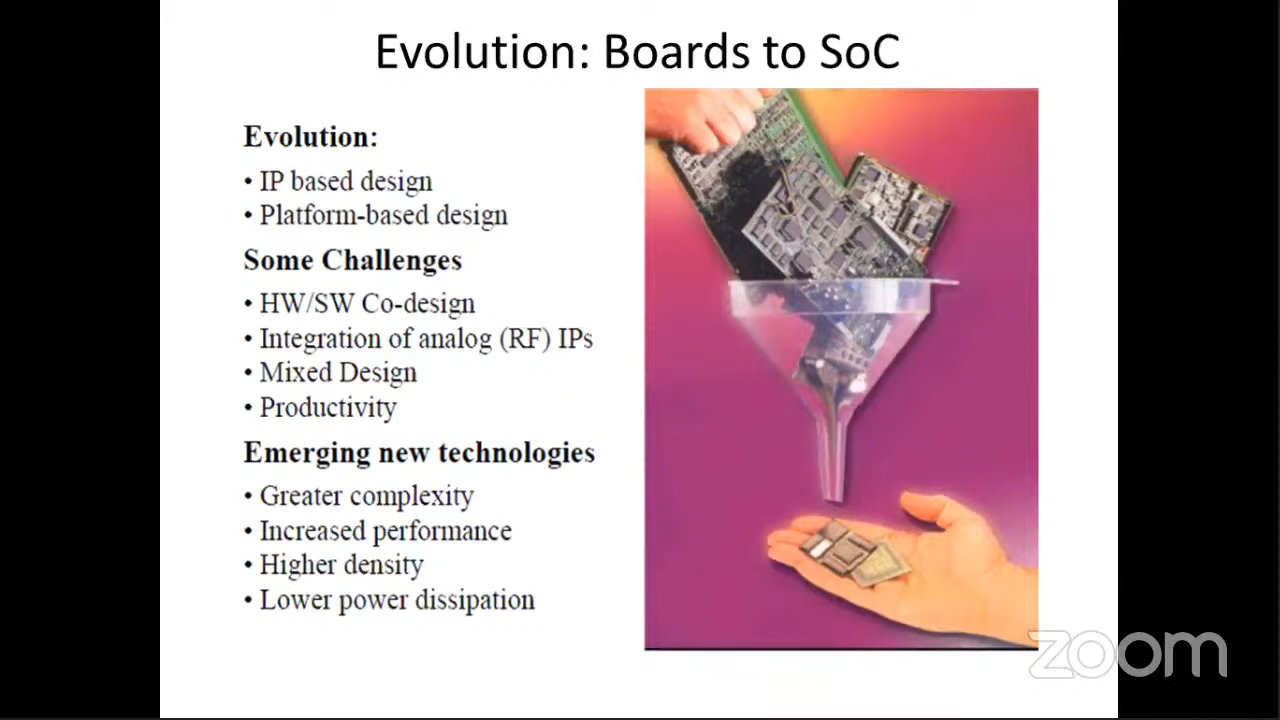 Evolution: Boards to SoC
Evolution:
• IP based design
• Platform-based design
Some Challenges
• HW/SW Co-design
• Integration of analog (RF) IPs
• Mixed Design
• Productivity
Emerging new technologies
• Greater complexity
• Increased performance
• Higher density
• Lower power dissipation
zoom